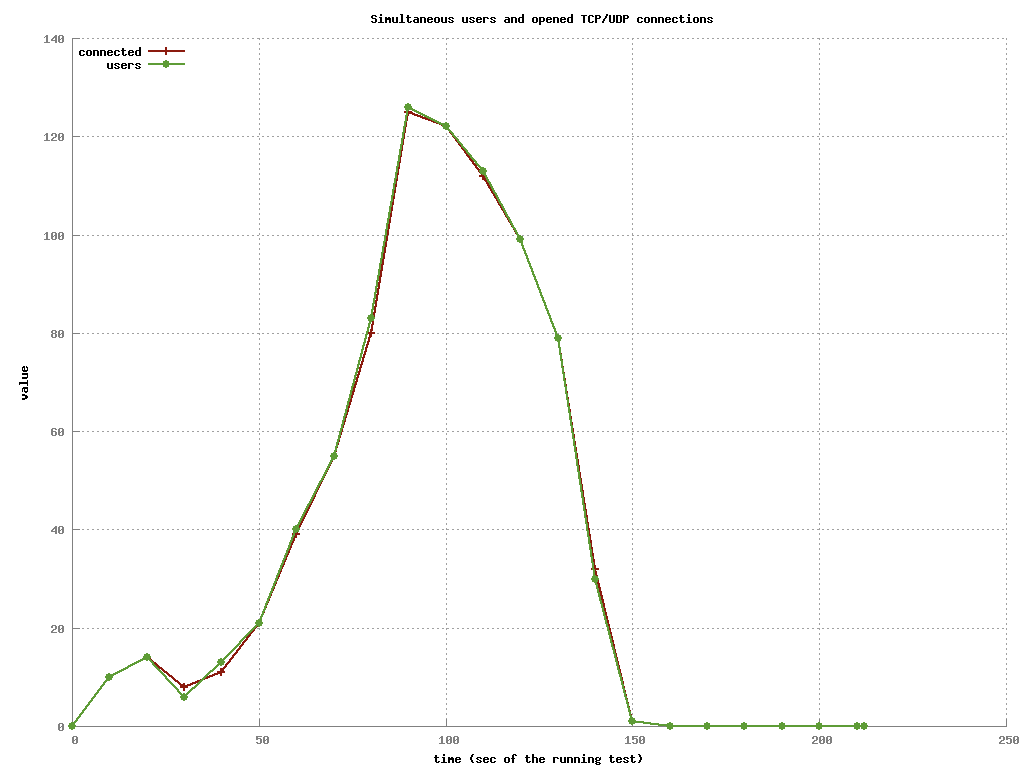 Simultaneous users and opened TCP/UDP connections
140
connected
users
120
100
80
value
60
40
20
0
0 50 100 150 200 250
time (sec of the running test)